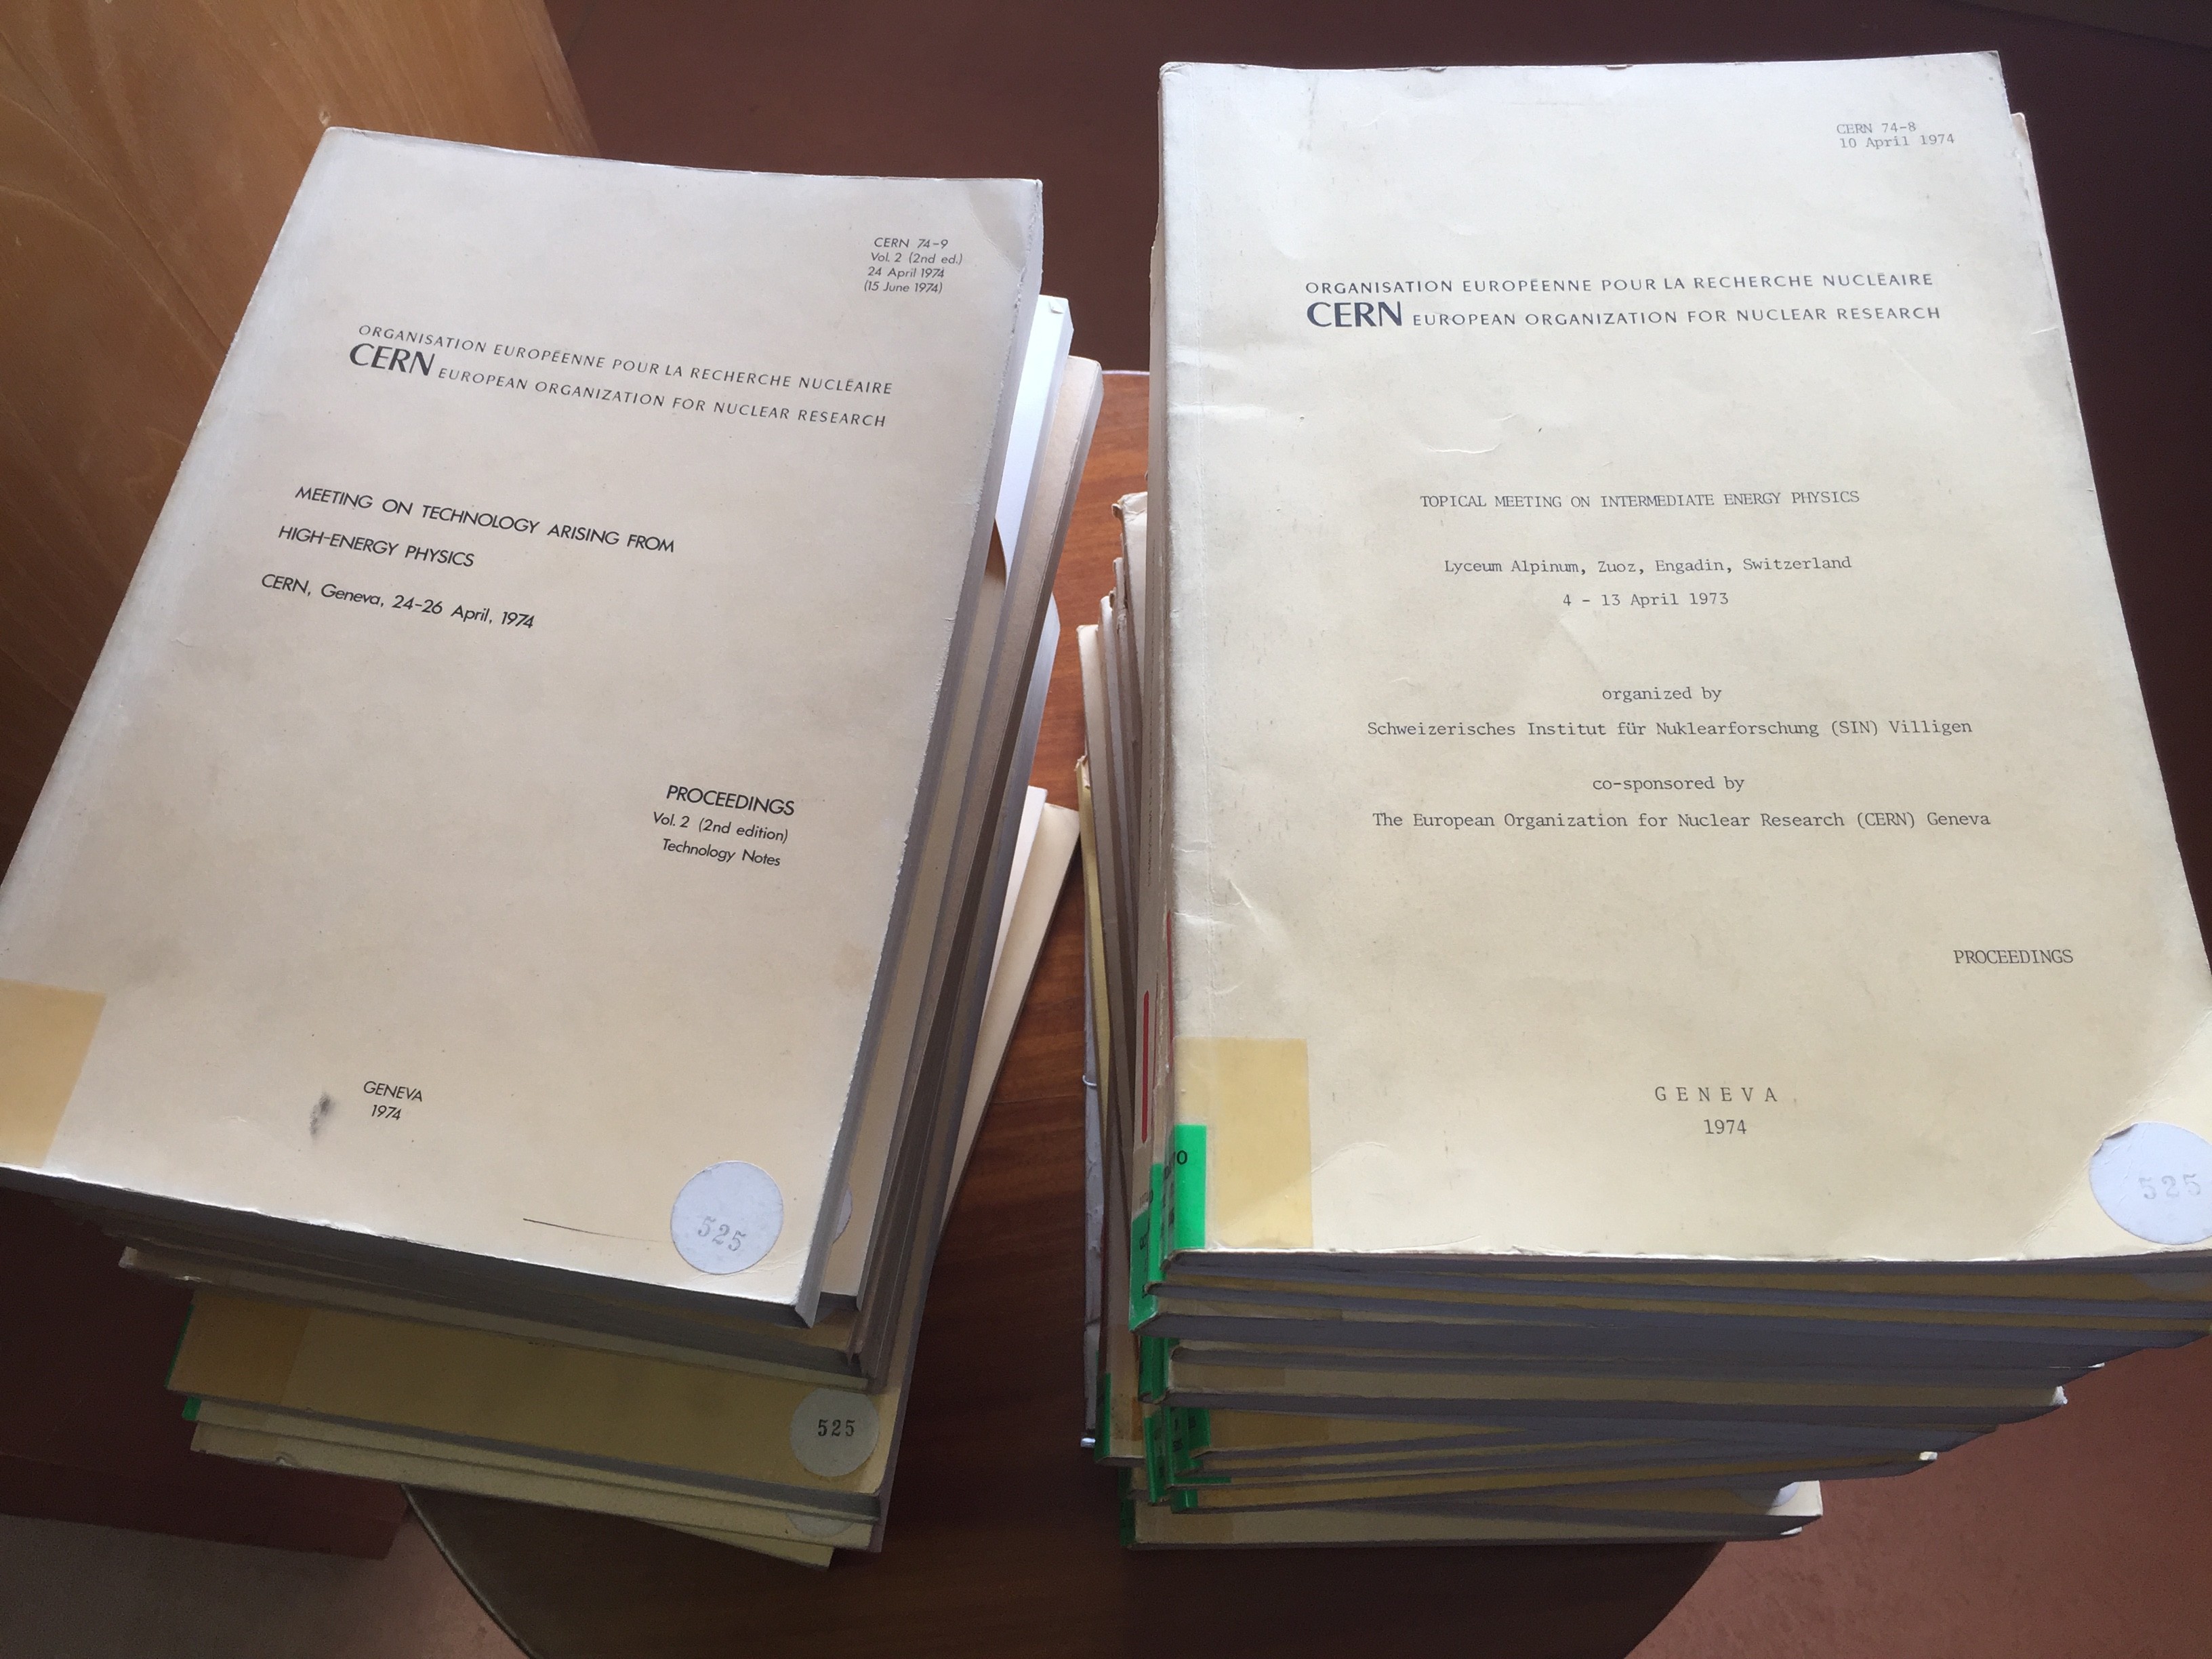 CERN 74-9
Vol. 2 (2nd ed.)
24 April 1974
(15 June 1974)
ORGANISATION EUROPÉENNE POUR LA RECHERCHE NUCLÉAIRE
CERN EUROPEAN ORGANIZATION FOR NUCLEAR RESEARCH
MEETING ON TECHNOLOGY ARISING FROM
HIGH-ENERGY PHYSICS
CERN, Geneva, 24-26 April, 1974
PROCEEDINGS
Vol. 2 (2nd edition)
Technology Notes
GENEVA
1974
525
525
CERN 74-8
10 April 1974
ORGANISATION EUROPÉENNE POUR LA RECHERCHE NUCLÉAIRE
CERN EUROPEAN ORGANIZATION FOR NUCLEAR RESEARCH
TOPICAL MEETING ON INTERMEDIATE ENERGY PHYSICS
Lyceum Alpinum, Zuoz, Engadin, Switzerland
4 - 13 April 1973
organized by
Schweizerisches Institut für Nuklearforschung (SIN) Villigen
co-sponsored by
The European Organization for Nuclear Research (CERN) Geneva
PROCEEDINGS
GENEVA
1974
525